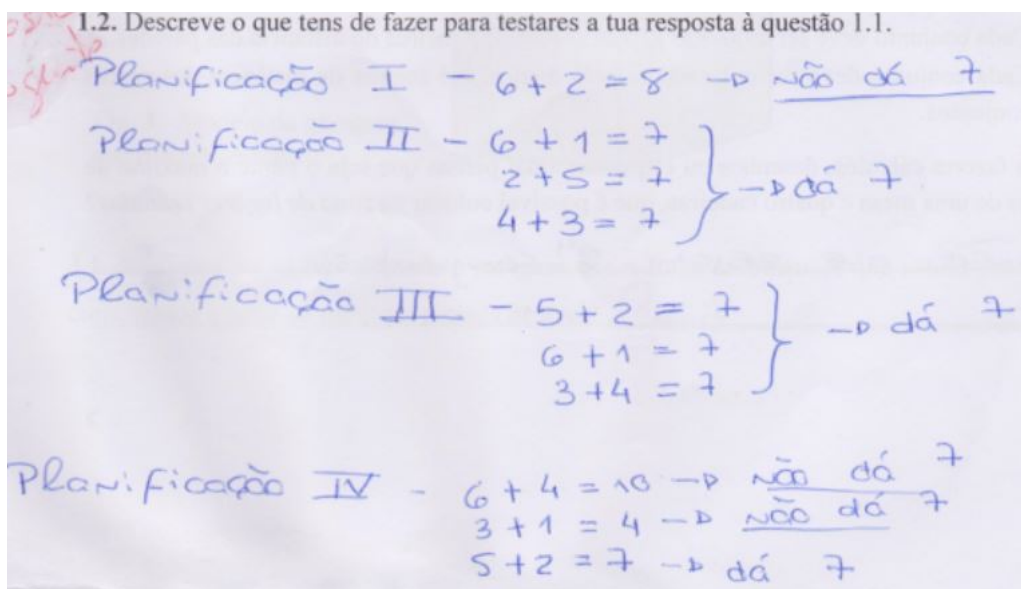 1.2. Descreve o que tens de fazer para testares a tua resposta à questão 1.1.
Planificação I - 6 + 2 = 8 → não dá 7
Planificação II - 6 + 1 = 7
2 + 5 = 7 → dá 7
4 + 3 = 7
Planificação III - 5 + 2 = 7
6 + 1 = 7 → dá 7
3 + 4 = 7
Planificação IV - 6 + 4 = 10 → não dá 7
3 + 1 = 4 → não dá 7
5 + 2 = 7 → dá 7